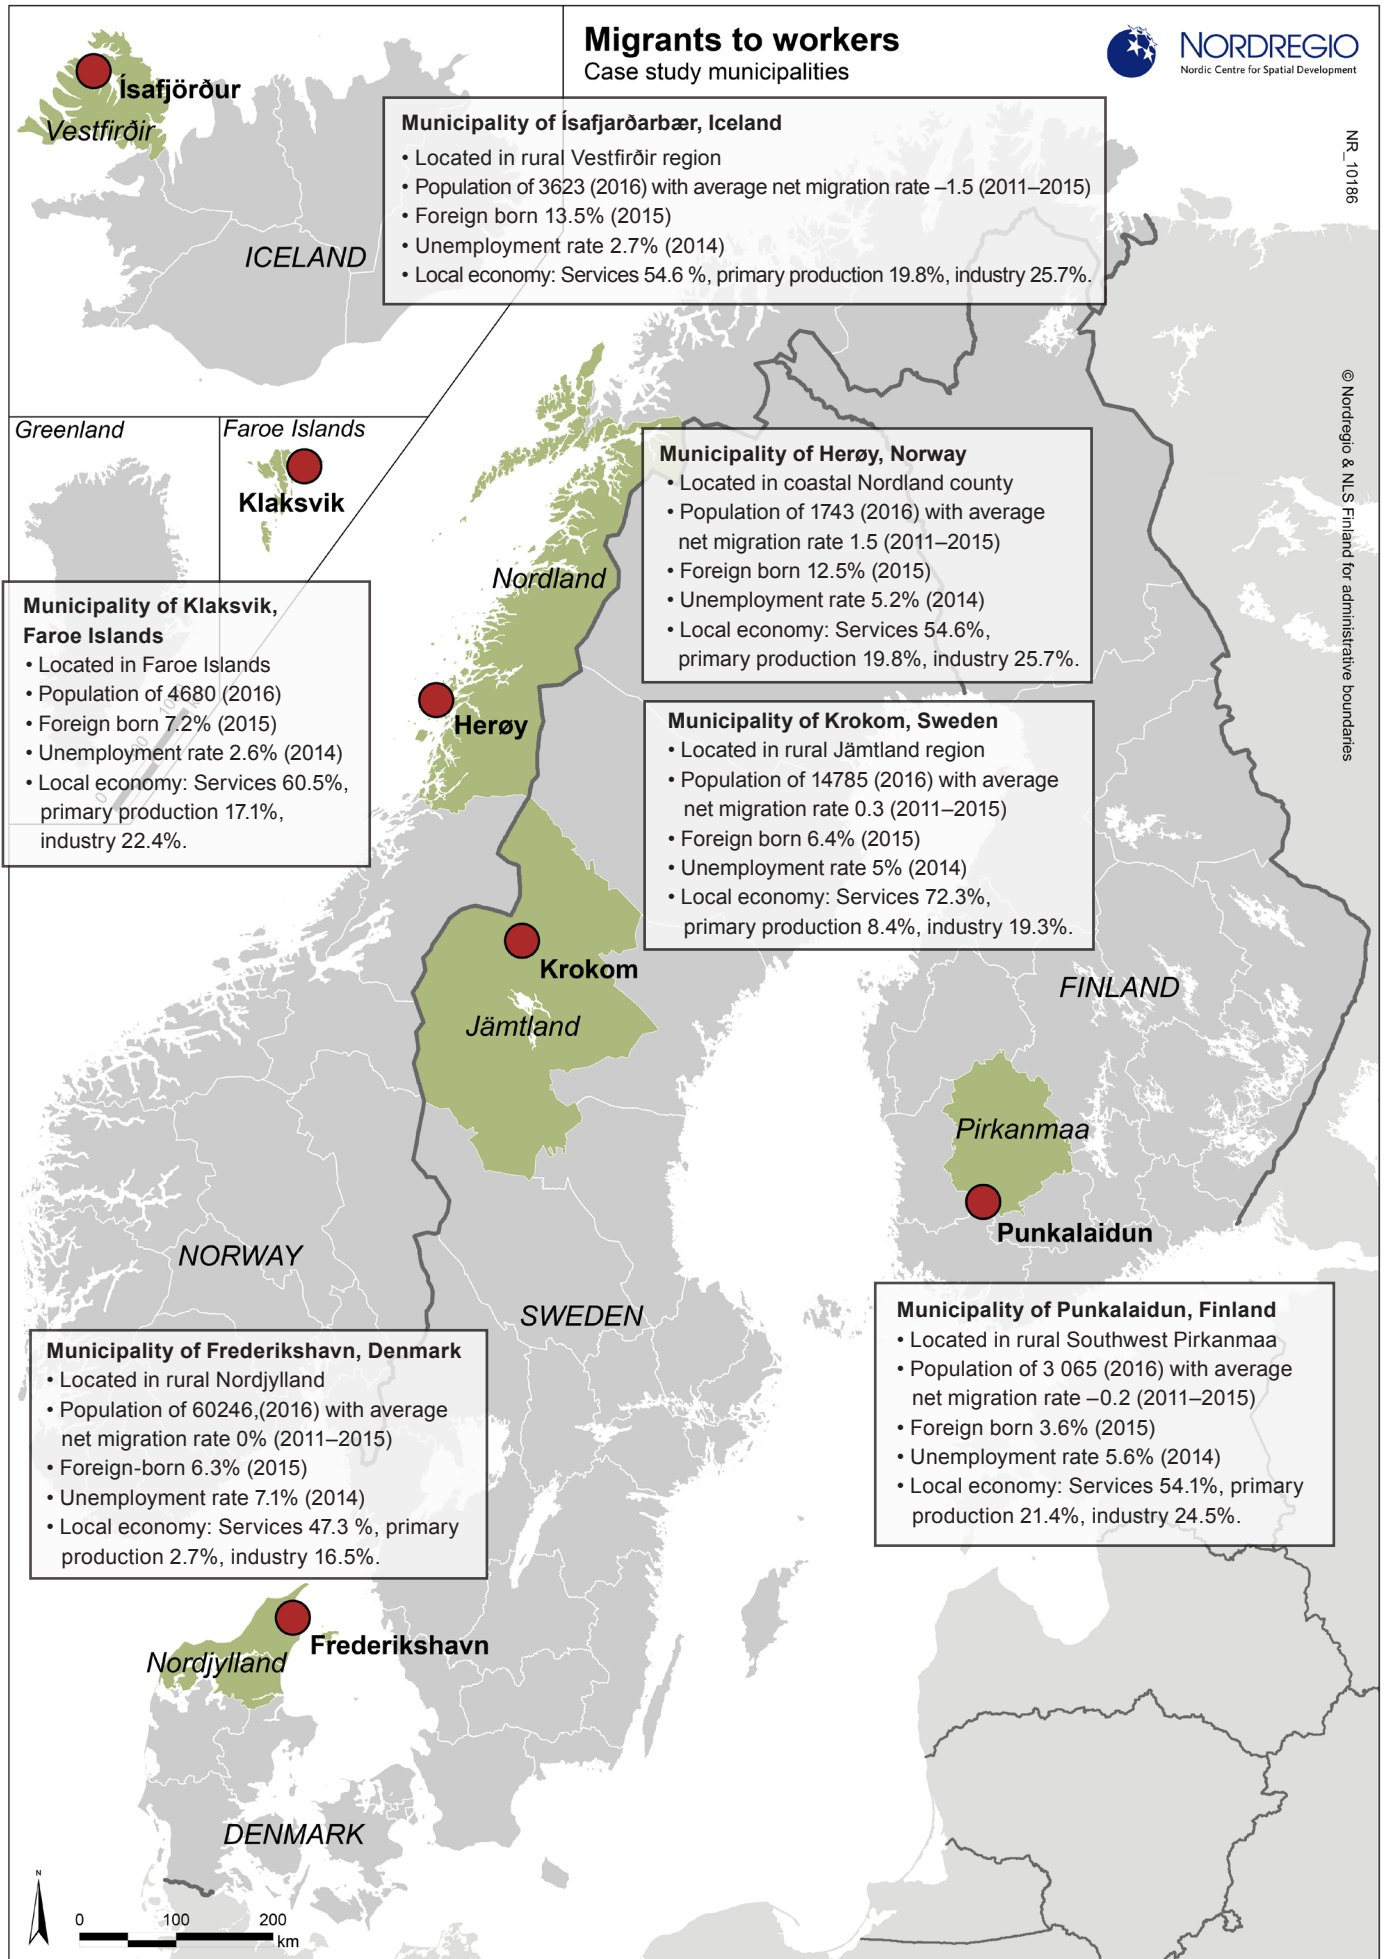 Migrants to workers
Case study municipalities
NORDREGIO
Nordic Centre for Spatial Development
NR_10186
© Nordregio & NLS Finland for administrative boundaries
Ísafjörður
Vestfirðir
ICELAND
Municipality of Ísafjarðarbær, Iceland
• Located in rural Vestfirðir region
• Population of 3623 (2016) with average net migration rate –1.5 (2011–2015)
• Foreign born 13.5% (2015)
• Unemployment rate 2.7% (2014)
• Local economy: Services 54.6 %, primary production 19.8%, industry 25.7%.
Greenland
Faroe Islands
Klaksvik
Municipality of Klaksvik,
Faroe Islands
• Located in Faroe Islands
• Population of 4680 (2016)
• Foreign born 7.2% (2015)
• Unemployment rate 2.6% (2014)
• Local economy: Services 60.5%,
primary production 17.1%,
industry 22.4%.
Municipality of Herøy, Norway
• Located in coastal Nordland county
• Population of 1743 (2016) with average
net migration rate 1.5 (2011–2015)
• Foreign born 12.5% (2015)
• Unemployment rate 5.2% (2014)
• Local economy: Services 54.6%,
primary production 19.8%, industry 25.7%.
Nordland
Herøy
Municipality of Krokom, Sweden
• Located in rural Jämtland region
• Population of 14785 (2016) with average
net migration rate 0.3 (2011–2015)
• Foreign born 6.4% (2015)
• Unemployment rate 5% (2014)
• Local economy: Services 72.3%,
primary production 8.4%, industry 19.3%.
Krokom
Jämtland
FINLAND
Pirkanmaa
Punkalaidun
NORWAY
SWEDEN
Municipality of Punkalaidun, Finland
• Located in rural Southwest Pirkanmaa
• Population of 3 065 (2016) with average
net migration rate –0.2 (2011–2015)
• Foreign born 3.6% (2015)
• Unemployment rate 5.6% (2014)
• Local economy: Services 54.1%, primary
production 21.4%, industry 24.5%.
Municipality of Frederikshavn, Denmark
• Located in rural Nordjylland
• Population of 60246,(2016) with average
net migration rate 0% (2011–2015)
• Foreign-born 6.3% (2015)
• Unemployment rate 7.1% (2014)
• Local economy: Services 47.3 %, primary
production 2.7%, industry 16.5%.
Frederikshavn
Nordjylland
DENMARK
N
0 100 200
km